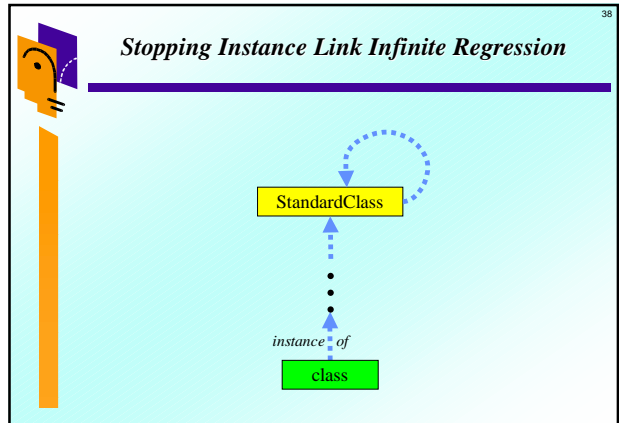 38
Stopping Instance Link Infinite Regression
StandardClass
instance of
class